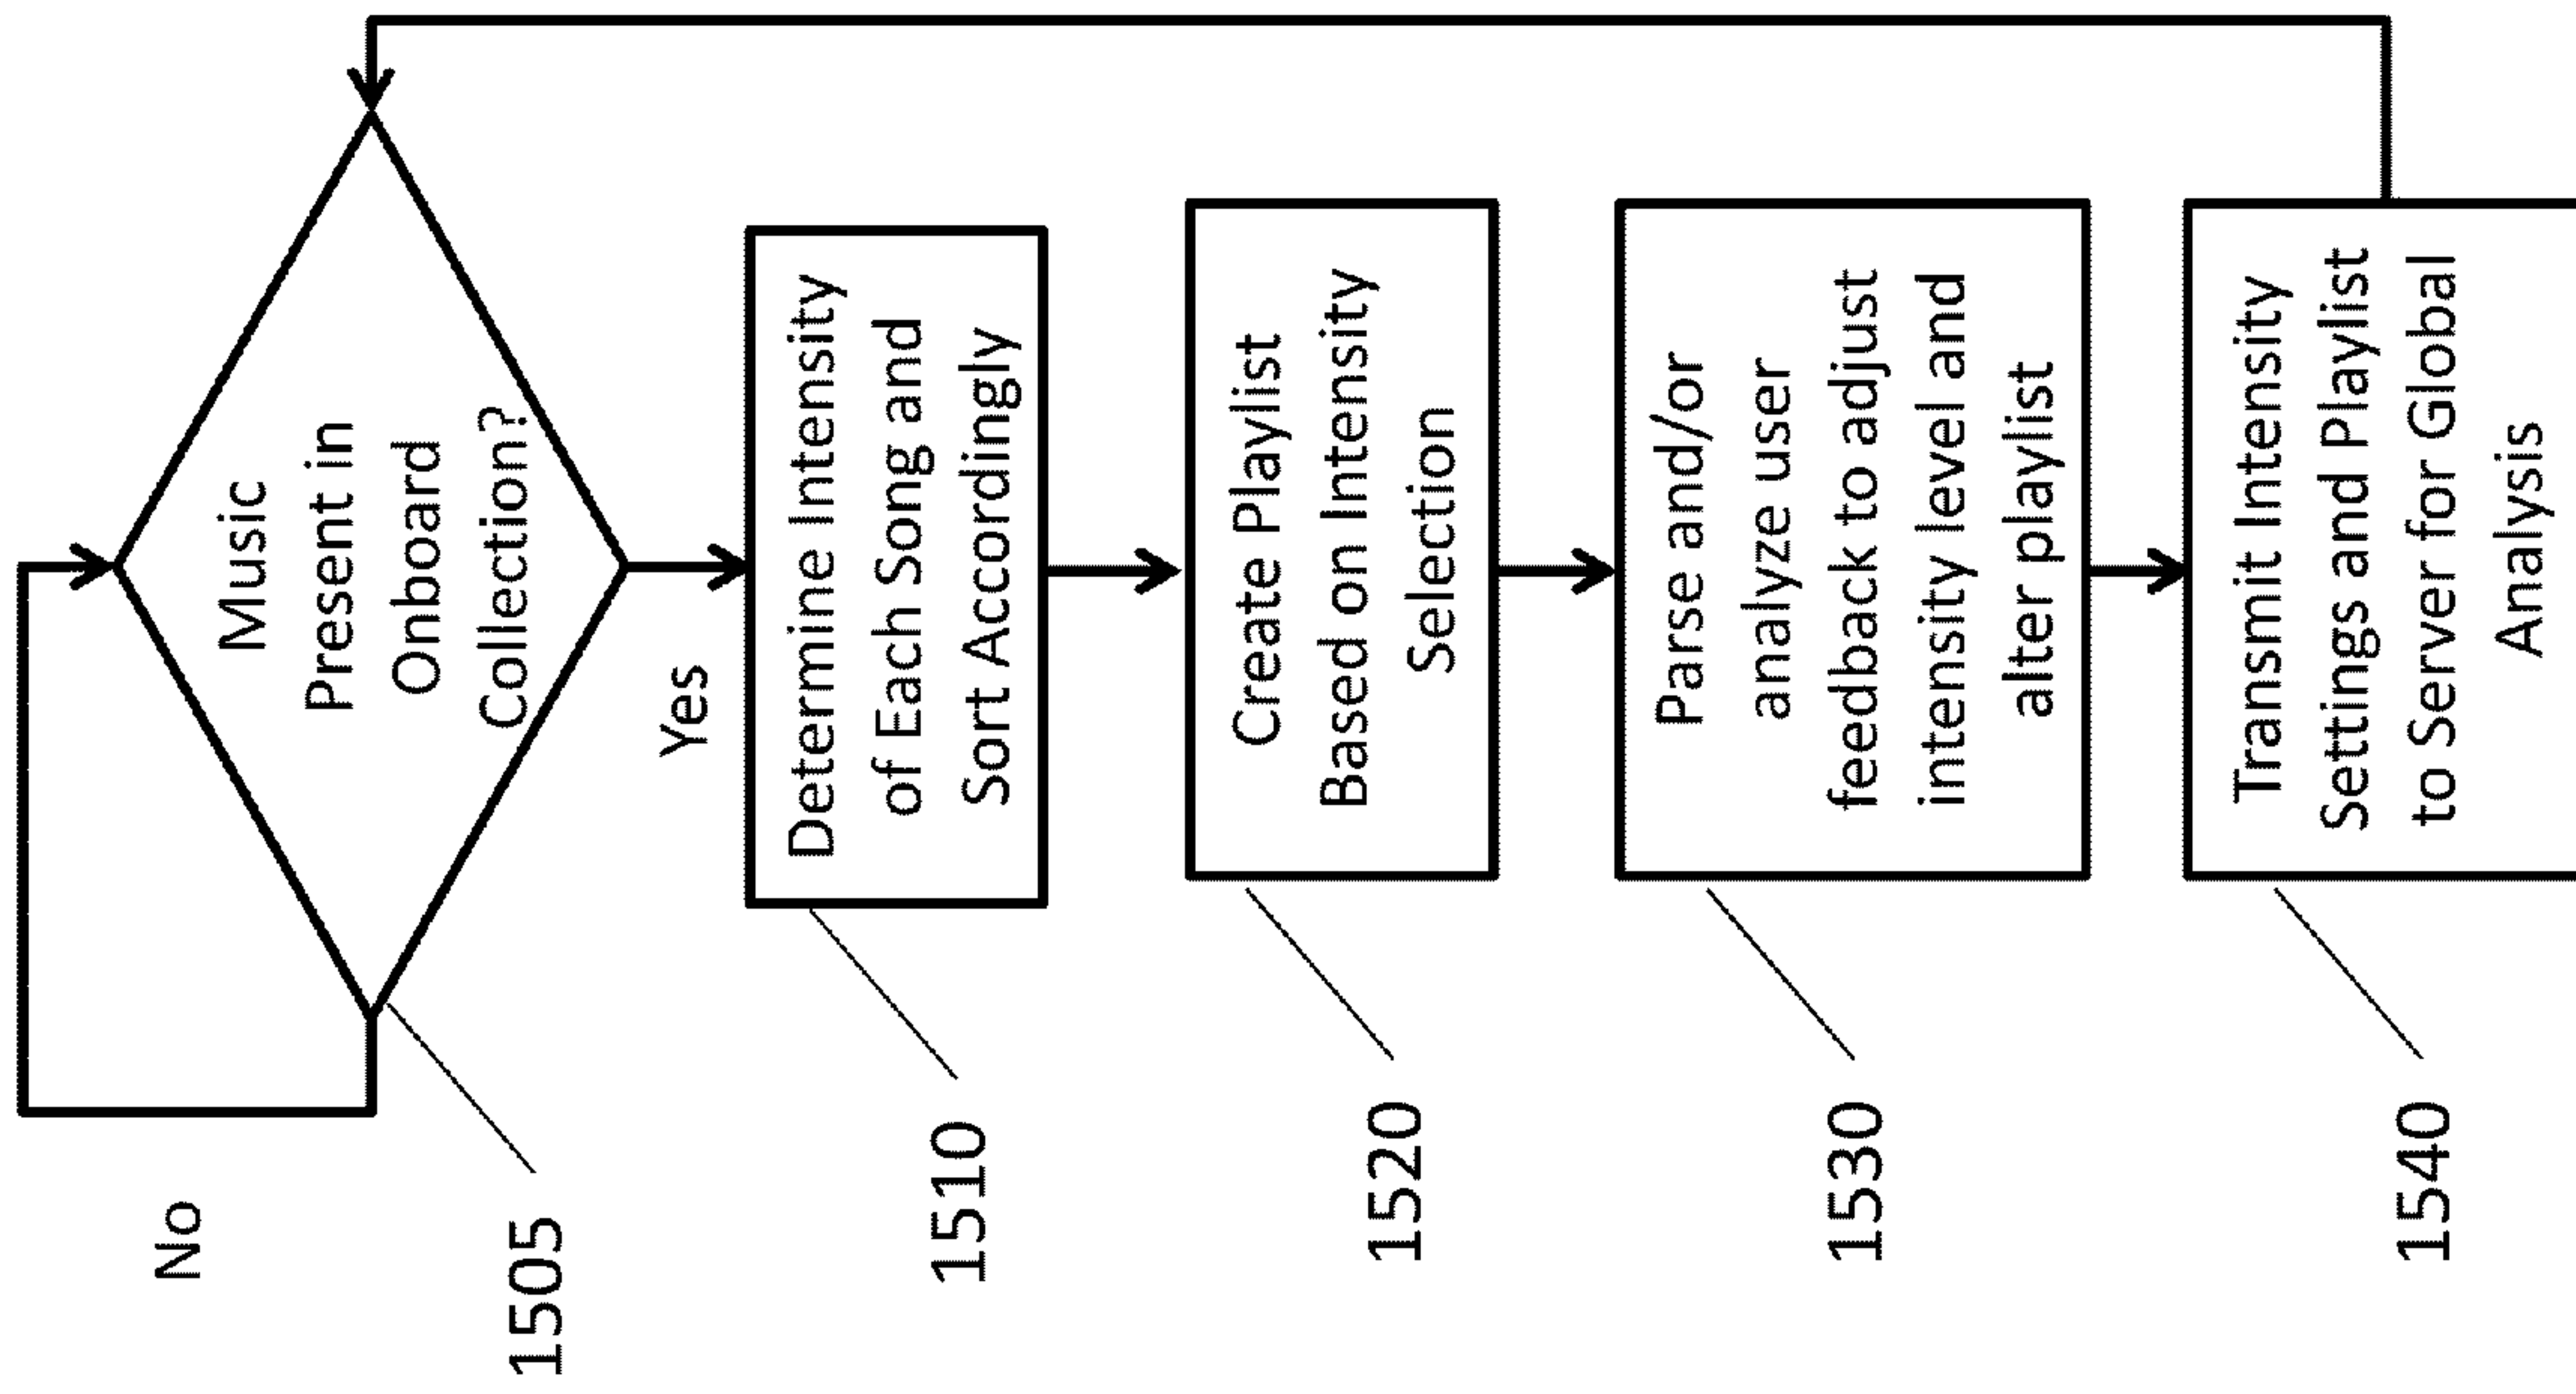 No
Music
Present in
Onboard
Collection?
1505
Yes
Determine Intensity
of Each Song and
Sort Accordingly
1510
Create Playlist
Based on Intensity
Selection
1520
Parse and/or
analyze user
feedback to adjust
intensity level and
alter playlist
1530
Transmit Intensity
Settings and Playlist
to Server for Global
Analysis
1540